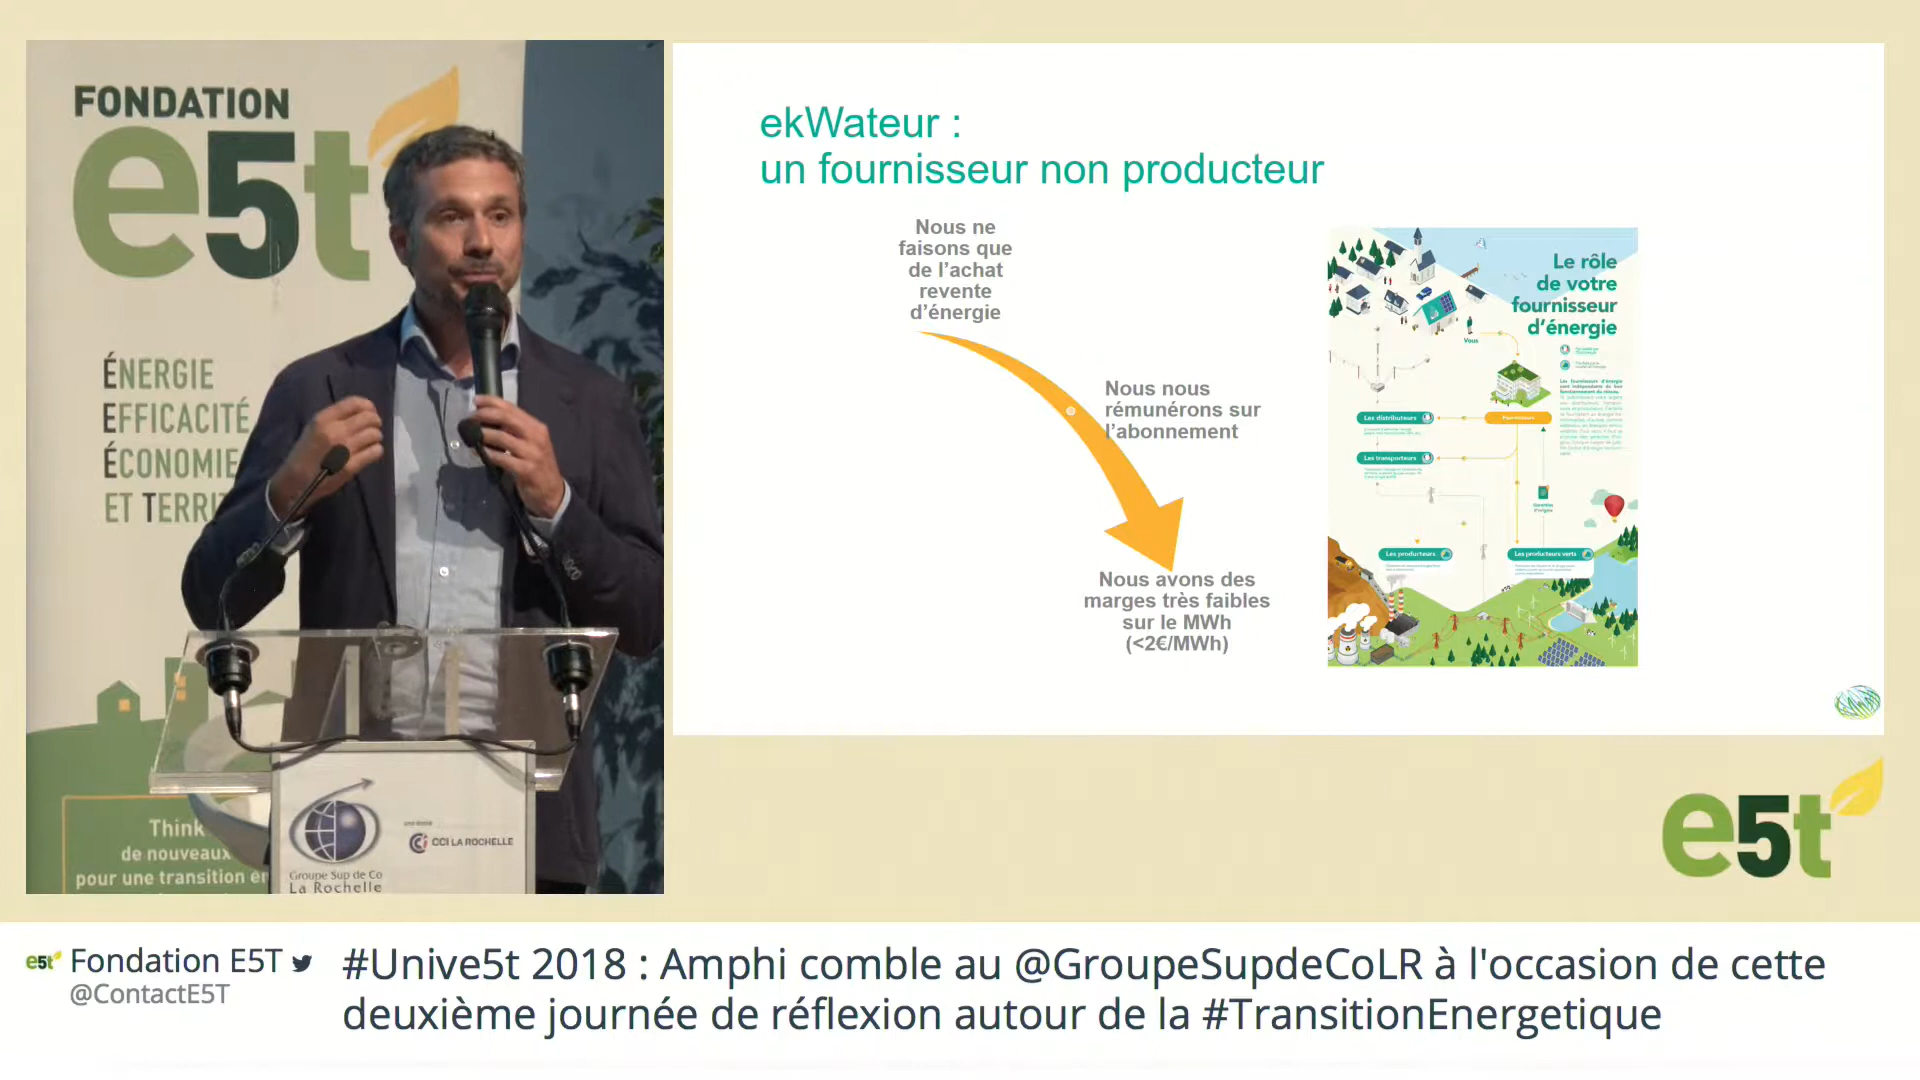 FONDATION
e5t
ÉNERGIE
EFFICACITÉ
ÉCONOMIE
ET TERRI
Think
de nouveaux
pour une transition en
Groupe Sup de Co
La Rochelle
CCI LA ROCHELLE
ekWateur :
un fournisseur non producteur
Nous ne
faisons que
de l'achat
revente
d'énergie
Nous nous
rémunérons sur
l'abonnement
Nous avons des
marges très faibles
sur le MWh
(<2€/MWh)
Le rôle
de votre
fournisseur
d'énergie
Vous
Les distributeurs
Les transporteurs
Les producteurs
Les producteurs verts
e5t
e5t Fondation E5T
@ContactE5T
#Unive5t 2018 : Amphi comble au @GroupeSupdeCoLR à l'occasion de cette
deuxième journée de réflexion autour de la #TransitionEnergetique